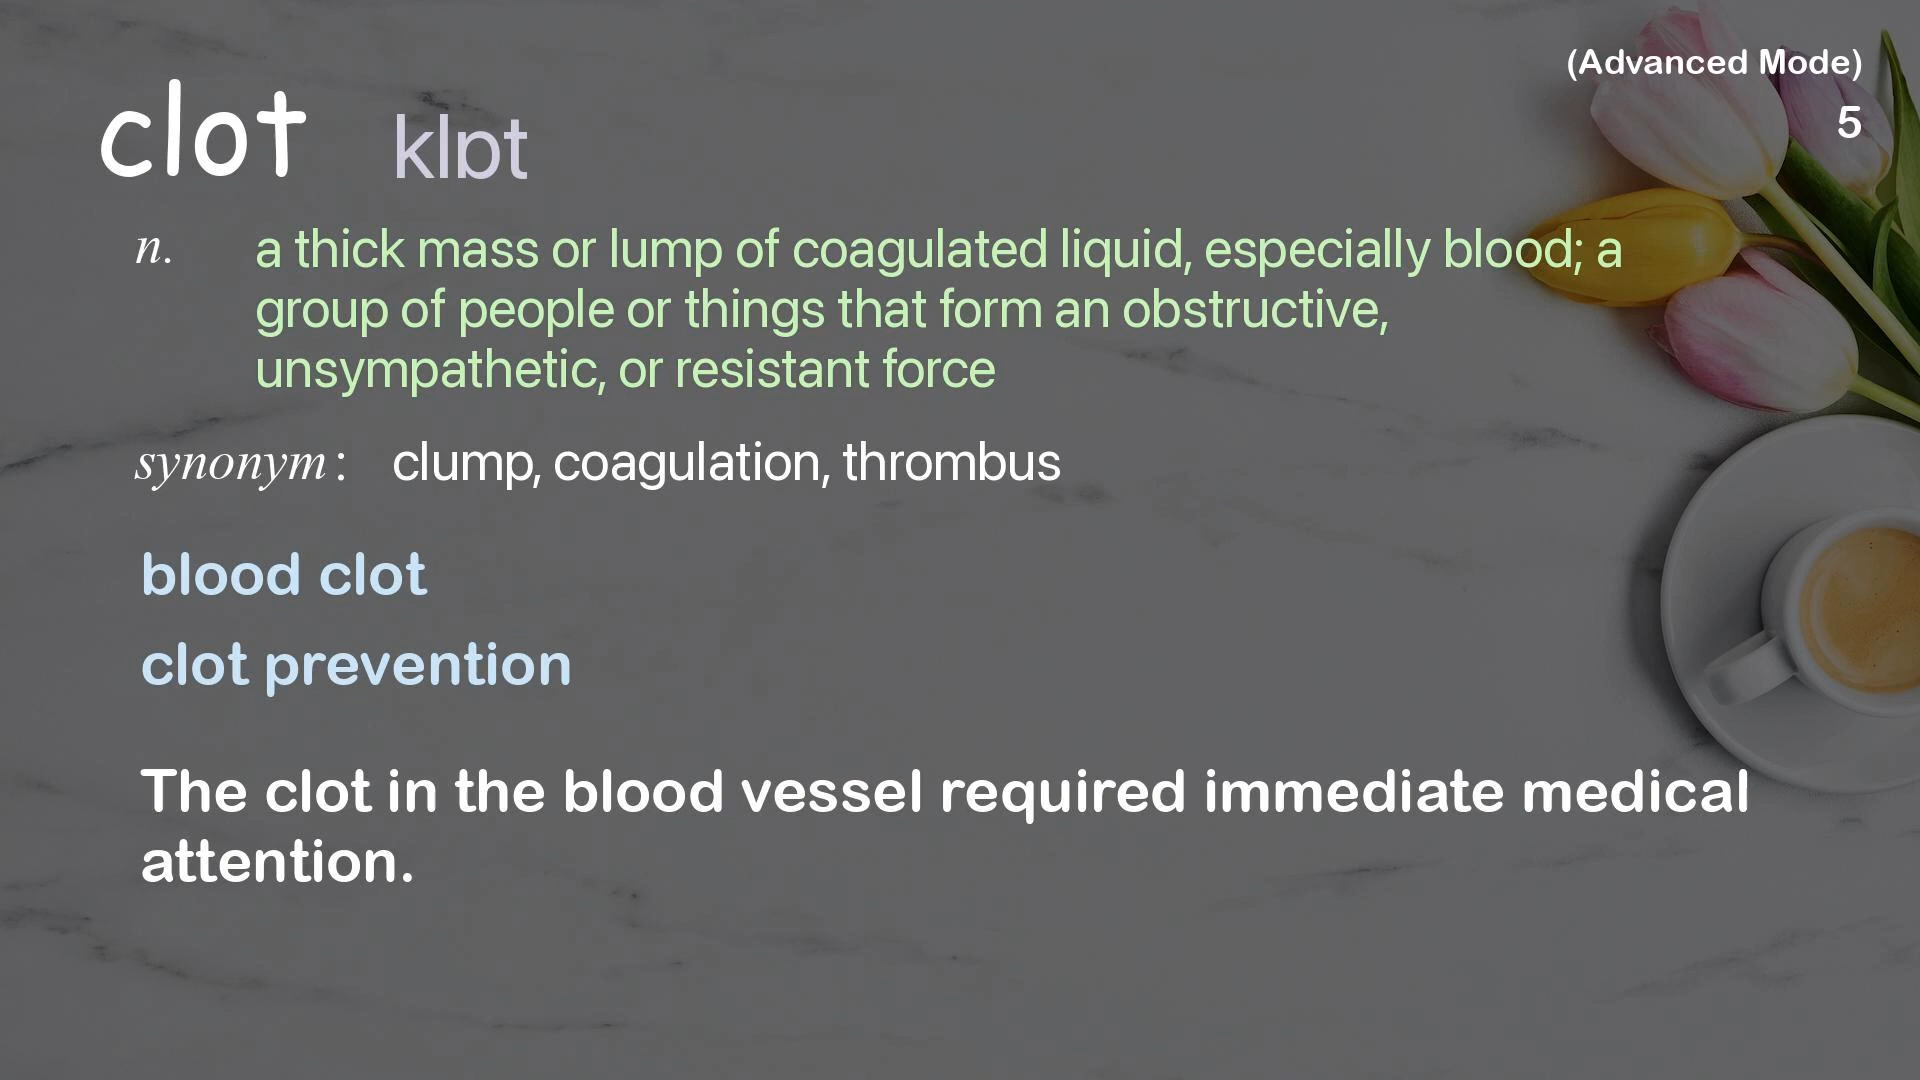 (Advanced Mode)
5
clot klɒt
n. a thick mass or lump of coagulated liquid, especially blood; a
group of people or things that form an obstructive,
unsympathetic, or resistant force
synonym: clump, coagulation, thrombus
blood clot
clot prevention
The clot in the blood vessel required immediate medical
attention.